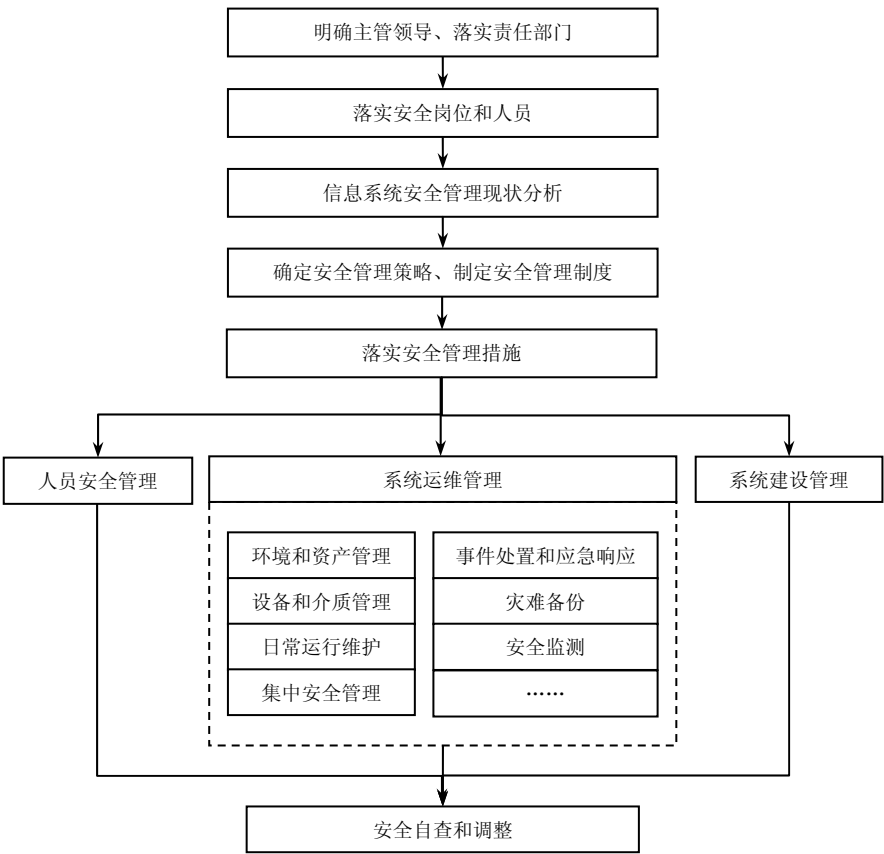 明确主管领导、落实责任部门
落实安全岗位和人员
信息系统安全管理现状分析
确定安全管理策略、制定安全管理制度
落实安全管理措施
人员安全管理
系统运维管理
系统建设管理
环境和资产管理
事件处置和应急响应
设备和介质管理
灾难备份
日常运行维护
安全监测
集中安全管理
……
安全自查和调整